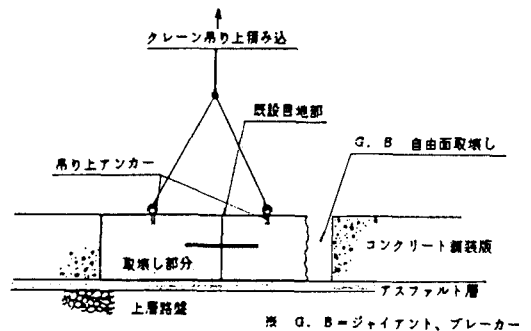 クレーン吊り上積み込
既設目地部
G．B 自由面取壊し
吊り上アンカー
コンクリート舗装版
取壊し部分
アスファルト層
上層路盤
※ G．B＝ジャイアント、ブレーカー